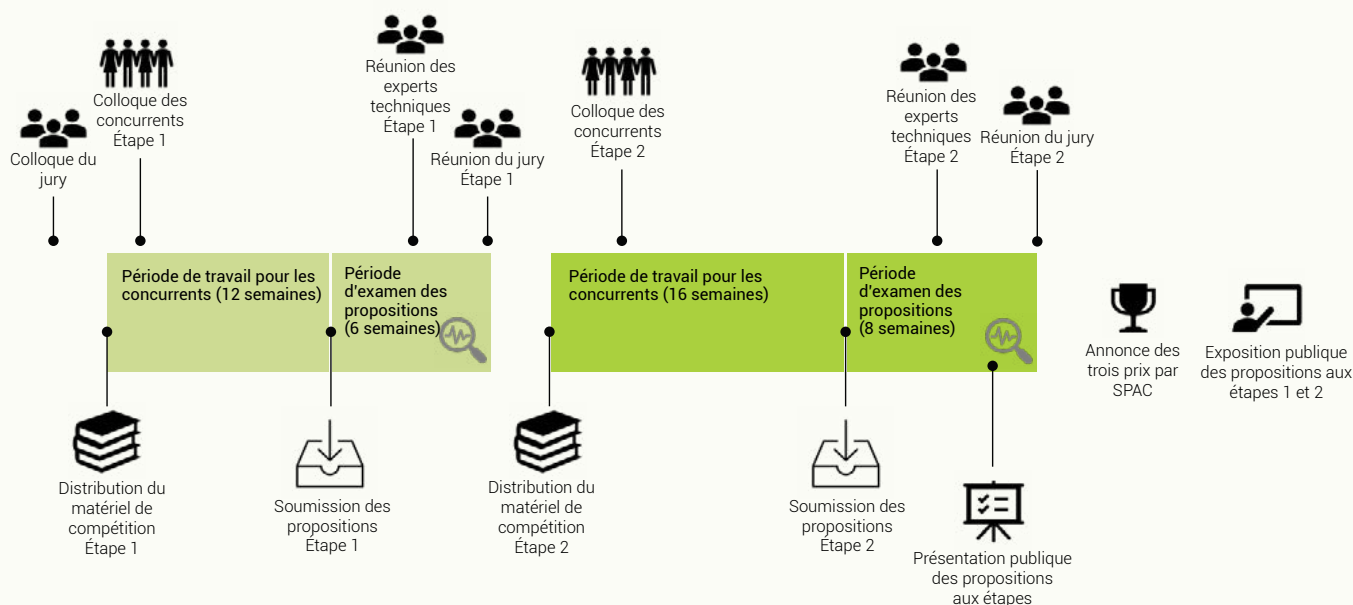 Colloque du
jury
Colloque des
concurrents
Étape 1
Réunion des
experts
techniques
Étape 1
Réunion du jury
Étape 1
Colloque des
concurrents
Étape 2
Réunion des
experts
techniques
Étape 2
Réunion du jury
Étape 2
Période de travail pour les
concurrents (12 semaines)
Période
d'examen des
propositions
(6 semaines)
Période de travail pour les
concurrents (16 semaines)
Période
d'examen des
propositions
(8 semaines)
Annonce des
trois prix par
SPAC
Exposition publique
des propositions aux
étapes 1 et 2
Distribution du
matériel de
compétition
Étape 1
Soumission des
propositions
Étape 1
Distribution du
matériel de
compétition
Étape 2
Soumission des
propositions
Étape 2
Présentation publique
des propositions
aux étapes